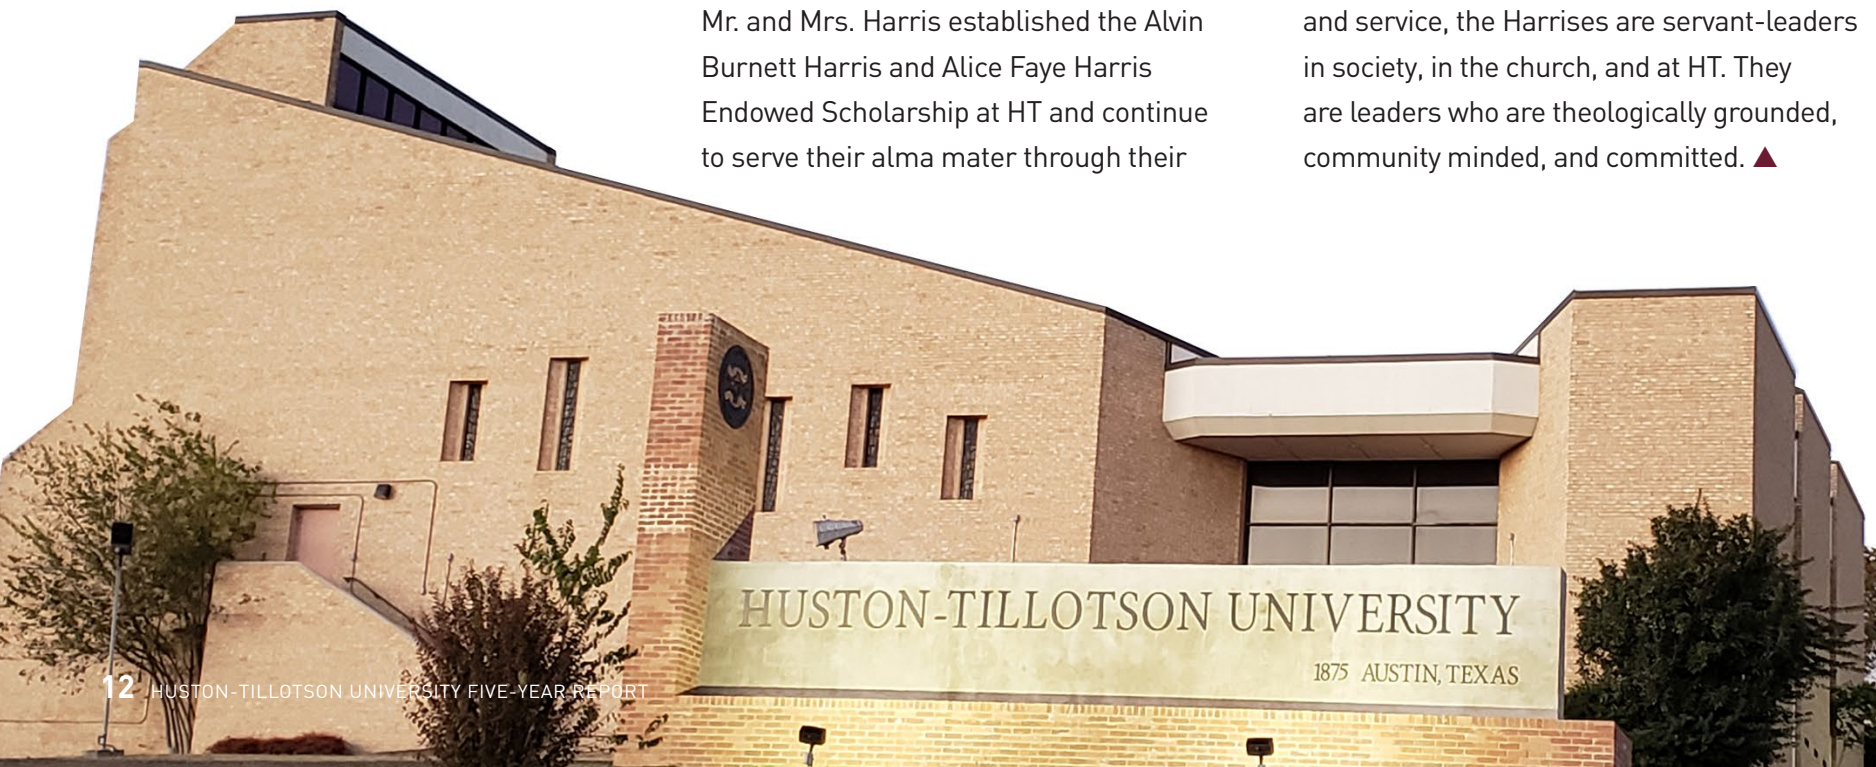 Mr. and Mrs. Harris established the Alvin
Burnett Harris and Alice Faye Harris
Endowed Scholarship at HT and continue
to serve their alma mater through their
and service, the Harrises are servant-leaders
in society, in the church, and at HT. They
are leaders who are theologically grounded,
community minded, and committed. ▲
HUSTON-TILLOTSON UNIVERSITY
1875 AUSTIN, TEXAS
12 HUSTON-TILLOTSON UNIVERSITY FIVE-YEAR REPORT